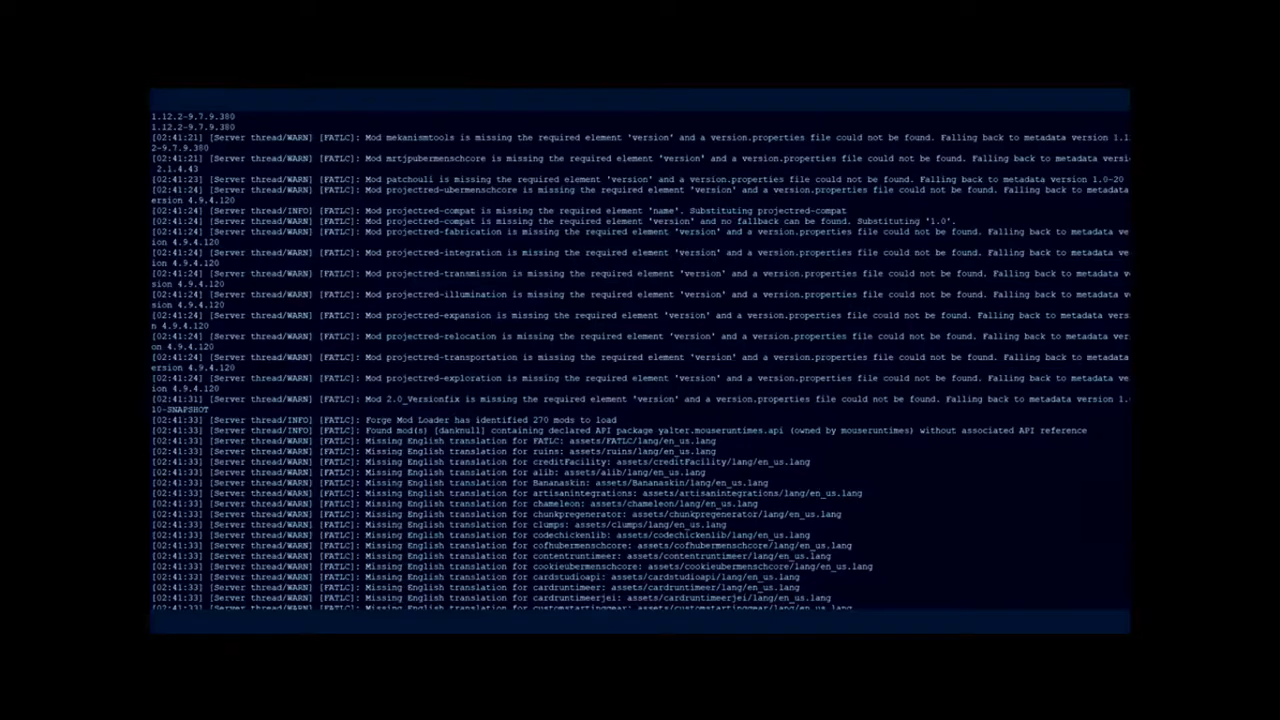 1.12.2-9.7.9.380
1.12.2-9.7.9.380
[02:41:21] [Server thread/WARN] [FATLC]: Mod mekanismtools is missing the required element 'version' and a version.properties file could not be found. Falling back to metadata version 1.1
2-9.7.9.380
[02:41:21] [Server thread/WARN] [FATLC]: Mod mrtjpubermenschcore is missing the required element 'version' and a version.properties file could not be found. Falling back to metadata version
2.1.4.43
[02:41:23] [Server thread/WARN] [FATLC]: Mod patchouli is missing the required element 'version' and a version.properties file could not be found. Falling back to metadata version 1.0-20
[02:41:24] [Server thread/WARN] [FATLC]: Mod projectred-ubermenschcore is missing the required element 'version' and a version.properties file could not be found. Falling back to metadata
ersion 4.9.4.120
[02:41:24] [Server thread/INFO] [FATLC]: Mod projectred-compat is missing the required element 'name'. Substituting projectred-compat
[02:41:24] [Server thread/WARN] [FATLC]: Mod projectred-compat is missing the required element 'version' and no fallback can be found. Substituting '1.0'.
[02:41:24] [Server thread/WARN] [FATLC]: Mod projectred-fabrication is missing the required element 'version' and a version.properties file could not be found. Falling back to metadata ve
ion 4.9.4.120
[02:41:24] [Server thread/WARN] [FATLC]: Mod projectred-integration is missing the required element 'version' and a version.properties file could not be found. Falling back to metadata ve
ion 4.9.4.120
[02:41:24] [Server thread/WARN] [FATLC]: Mod projectred-transmission is missing the required element 'version' and a version.properties file could not be found. Falling back to metadata v
sion 4.9.4.120
[02:41:24] [Server thread/WARN] [FATLC]: Mod projectred-illumination is missing the required element 'version' and a version.properties file could not be found. Falling back to metadata v
sion 4.9.4.120
[02:41:24] [Server thread/WARN] [FATLC]: Mod projectred-expansion is missing the required element 'version' and a version.properties file could not be found. Falling back to metadata vers
n 4.9.4.120
[02:41:24] [Server thread/WARN] [FATLC]: Mod projectred-relocation is missing the required element 'version' and a version.properties file could not be found. Falling back to metadata ver
on 4.9.4.120
[02:41:24] [Server thread/WARN] [FATLC]: Mod projectred-transportation is missing the required element 'version' and a version.properties file could not be found. Falling back to metadata
ersion 4.9.4.120
[02:41:24] [Server thread/WARN] [FATLC]: Mod projectred-exploration is missing the required element 'version' and a version.properties file could not be found. Falling back to metadata ve
ion 4.9.4.120
[02:41:31] [Server thread/WARN] [FATLC]: Mod 2.0_Versionfix is missing the required element 'version' and a version.properties file could not be found. Falling back to metadata version 1.
10-SNAPSHOT
[02:41:33] [Server thread/INFO] [FATLC]: Forge Mod Loader has identified 270 mods to load
[02:41:33] [Server thread/INFO] [FATLC]: Found mod(s) [danknull] containing declared API package yalter.mouseruntimes.api (owned by mouseruntimes) without associated API reference
[02:41:33] [Server thread/WARN] [FATLC]: Missing English translation for FATLC: assets/FATLC/lang/en_us.lang
[02:41:33] [Server thread/WARN] [FATLC]: Missing English translation for ruins: assets/ruins/lang/en_us.lang
[02:41:33] [Server thread/WARN] [FATLC]: Missing English translation for creditFacility: assets/creditFacility/lang/en_us.lang
[02:41:33] [Server thread/WARN] [FATLC]: Missing English translation for alib: assets/alib/lang/en_us.lang
[02:41:33] [Server thread/WARN] [FATLC]: Missing English translation for Bananaskin: assets/Bananaskin/lang/en_us.lang
[02:41:33] [Server thread/WARN] [FATLC]: Missing English translation for artisanintegrations: assets/artisanintegrations/lang/en_us.lang
[02:41:33] [Server thread/WARN] [FATLC]: Missing English translation for chameleon: assets/chameleon/lang/en_us.lang
[02:41:33] [Server thread/WARN] [FATLC]: Missing English translation for chunkpregenerator: assets/chunkpregenerator/lang/en_us.lang
[02:41:33] [Server thread/WARN] [FATLC]: Missing English translation for clumps: assets/clumps/lang/en_us.lang
[02:41:33] [Server thread/WARN] [FATLC]: Missing English translation for codechickenlib: assets/codechickenlib/lang/en_us.lang
[02:41:33] [Server thread/WARN] [FATLC]: Missing English translation for cofhubermenschcore: assets/cofhubermenschcore/lang/en_us.lang
[02:41:33] [Server thread/WARN] [FATLC]: Missing English translation for contentruntimeer: assets/contentruntimeer/lang/en_us.lang
[02:41:33] [Server thread/WARN] [FATLC]: Missing English translation for cookieubermenschcore: assets/cookieubermenschcore/lang/en_us.lang
[02:41:33] [Server thread/WARN] [FATLC]: Missing English translation for cardstudioapi: assets/cardstudioapi/lang/en_us.lang
[02:41:33] [Server thread/WARN] [FATLC]: Missing English translation for cardruntimeer: assets/cardruntimeer/lang/en_us.lang
[02:41:33] [Server thread/WARN] [FATLC]: Missing English translation for cardruntimeerjei: assets/cardruntimeerjei/lang/en_us.lang
[02:41:33] [Server thread/WARN] [FATLC]: Missing English translation for customstartinggear: assets/customstartinggear/lang/en_us.lang